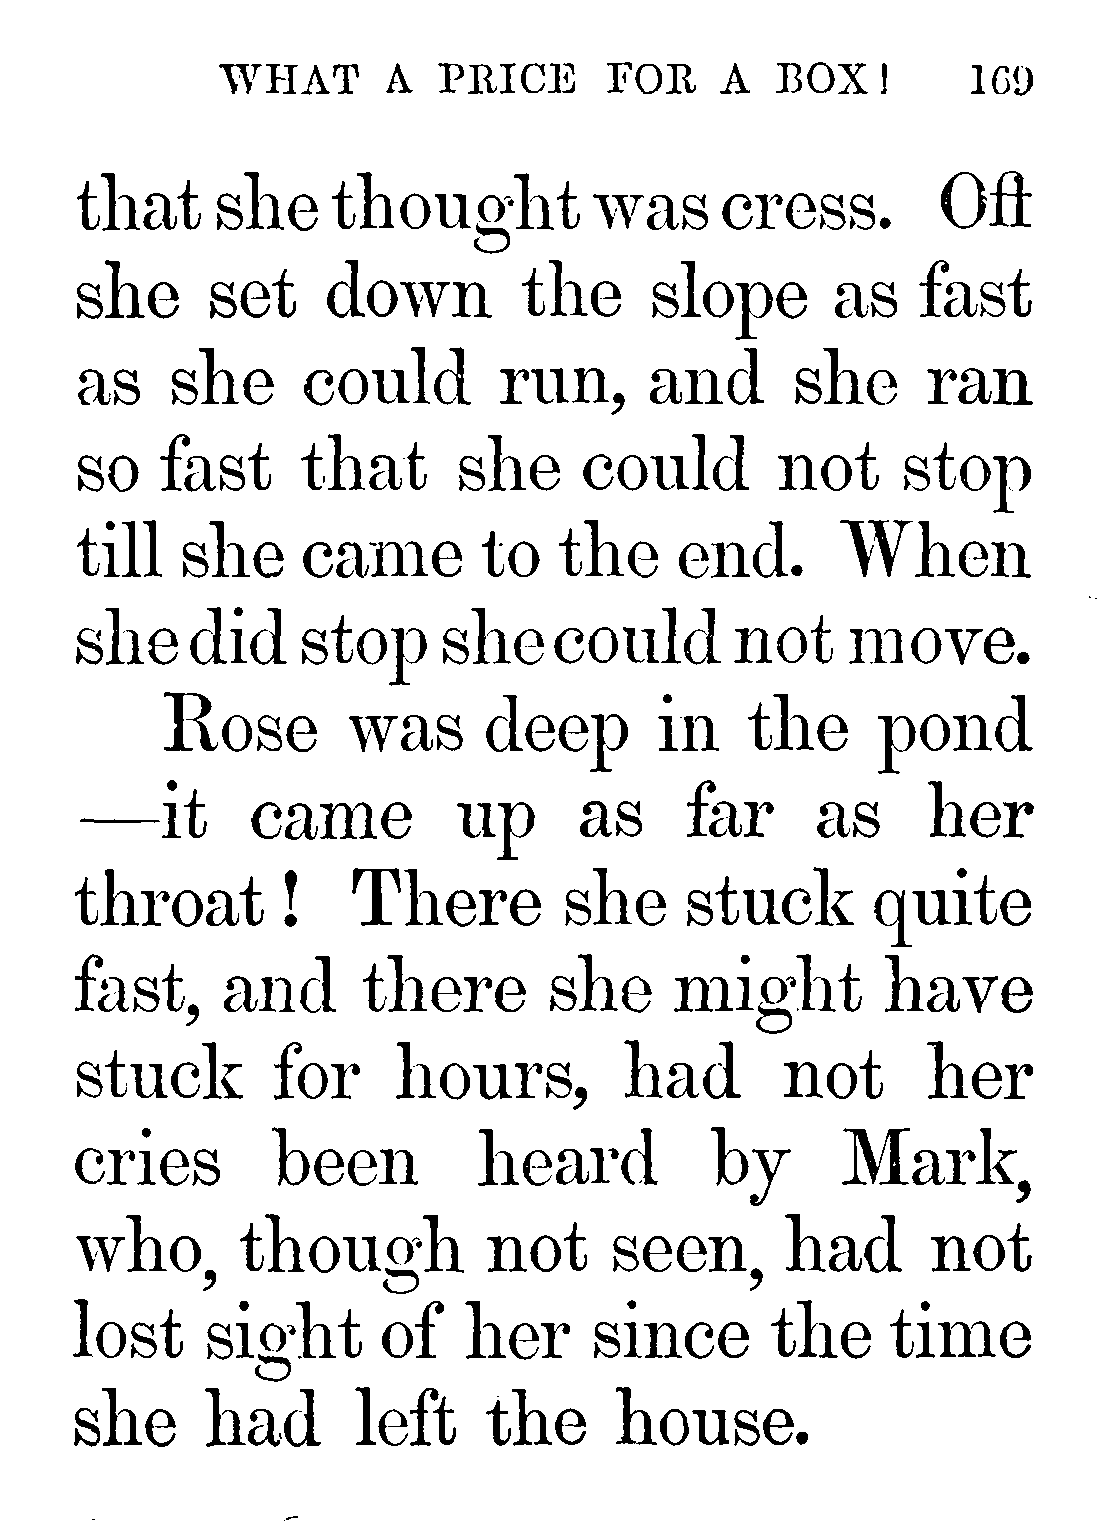 WHAT A PRICE FOR A BOX! 169
that she thought was cress. Off
she set down the slope as fast
as she could run, and she ran
so fast that she could not stop
till she came to the end. When
she did stop she could not move.
Rose was deep in the pond
—it came up as far as her
throat! There she stuck quite
fast, and there she might have
stuck for hours, had not her
cries been heard by Mark,
who, though not seen, had not
lost sight of her since the time
she had left the house.